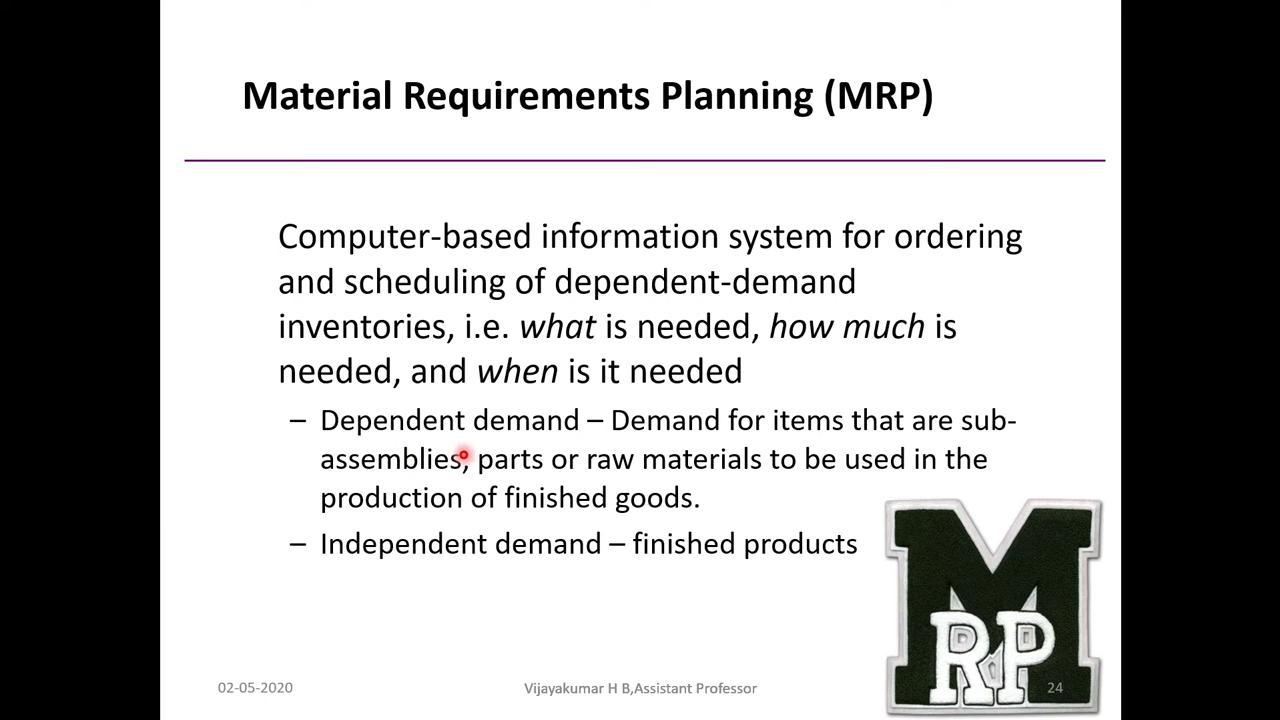 Material Requirements Planning (MRP)
Computer-based information system for ordering
and scheduling of dependent-demand
inventories, i.e. what is needed, how much is
needed, and when is it needed
– Dependent demand – Demand for items that are sub-
assemblies, parts or raw materials to be used in the
production of finished goods.
– Independent demand – finished products
M
RP
02-05-2020
Vijayakumar H B,Assistant Professor
24